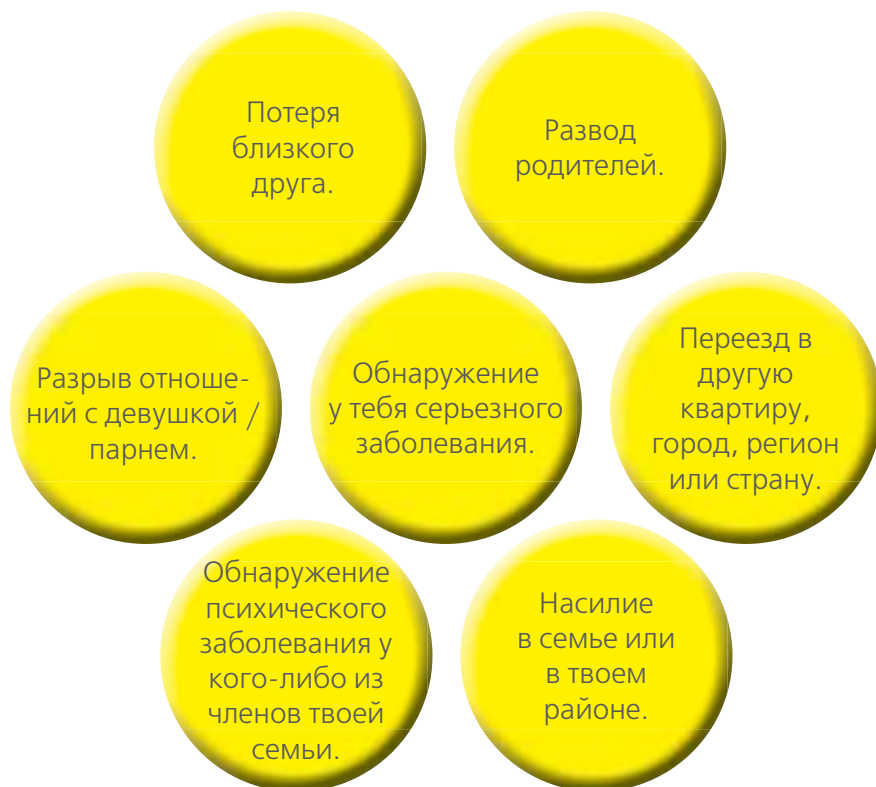 Потеря
близкого
друга.
Развод
родителей.
Разрыв отноше-
ний с девушкой /
парнем.
Обнаружение
у тебя серьезного
заболевания.
Переезд в
другую
квартиру,
город, регион
или страну.
Обнаружение
психического
заболевания у
кого-либо из
членов твоей
семьи.
Насилие
в семье или
в твоем
районе.